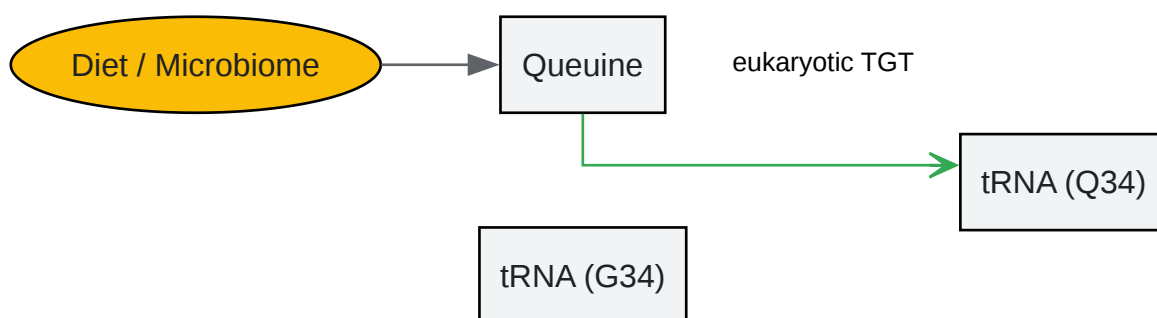 Diet / Microbiome
Queuine
eukaryotic TGT
tRNA (Q34)
tRNA (G34)